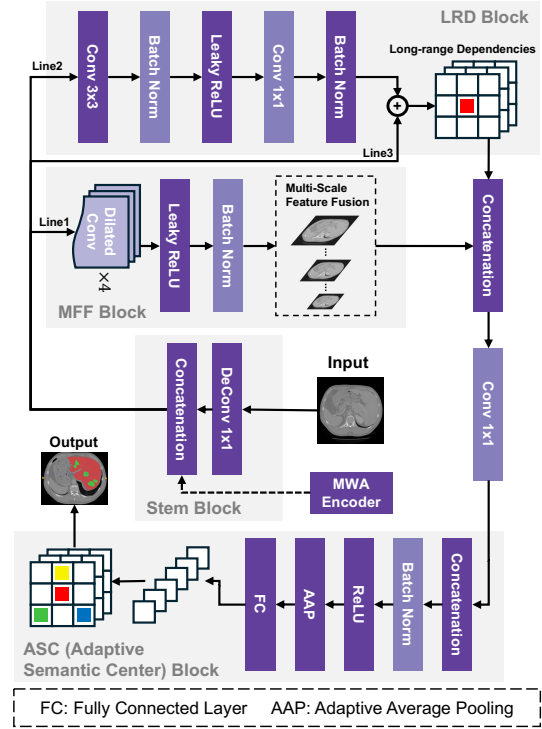 LRD Block
Line2
Conv 3x3
Batch Norm
Leaky ReLU
Conv 1x1
Batch Norm
Long-range Dependencies
Line3
Line1
Dilated
Conv
×4
Leaky ReLU
Batch Norm
Multi-Scale
Feature Fusion
MFF Block
Concatenation
Conv 1x1
Input
Concatenation
DeConv 1x1
Stem Block
MWA
Encoder
Output
FC
AAP
ReLU
Batch Norm
Concatenation
ASC (Adaptive
Semantic Center) Block
FC: Fully Connected Layer AAP: Adaptive Average Pooling